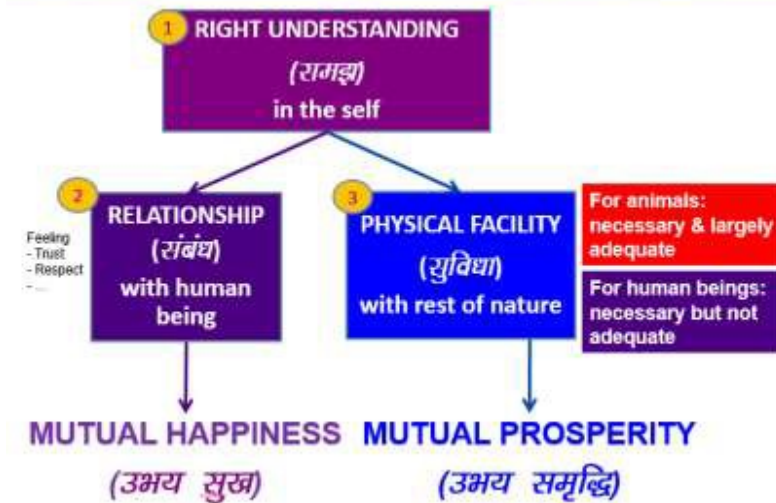 1
RIGHT UNDERSTANDING
(समझ)
in the self
2
RELATIONSHIP
(संबंध)
with human
being
Feeling
- Trust
- Respect
- ...
3
PHYSICAL FACILITY
(सुविधा)
with rest of nature
For animals:
necessary & largely
adequate
For human beings:
necessary but not
adequate
MUTUAL HAPPINESS
(उभय सुख)
MUTUAL PROSPERITY
(उभय समृद्धि)